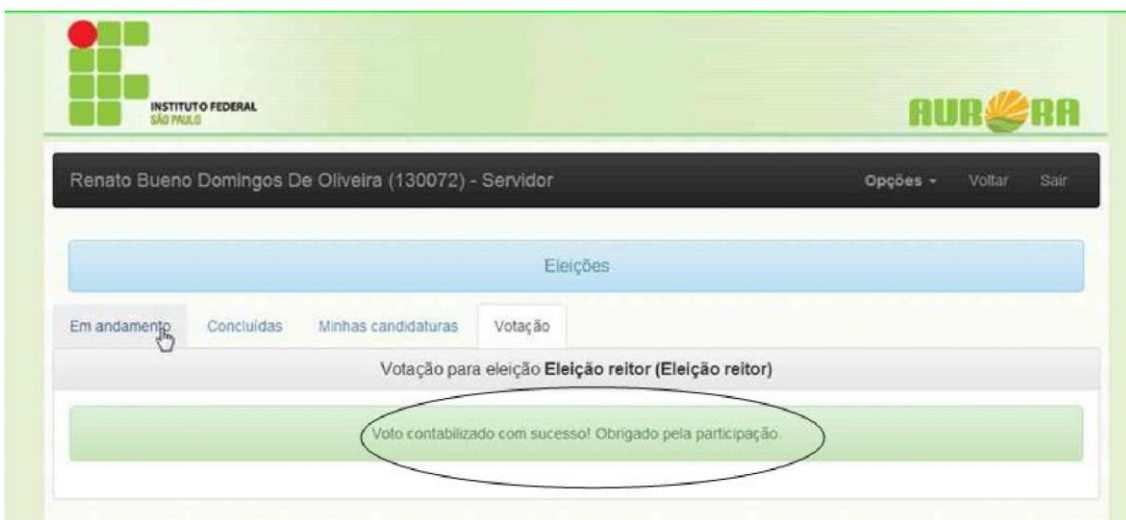 INSTITUTO FEDERAL
SÃO PAULO
AURORA
Renato Bueno Domingos De Oliveira (130072) - Servidor
Opções Voltar Sair
Eleições
Em andamento Concluídas Minhas candidaturas Votação
Votação para eleição Eleição reitor (Eleição reitor)
Voto contabilizado com sucesso! Obrigado pela participação.